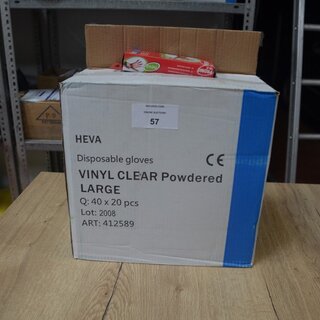 57
HEVA
Disposable gloves
CE
VINYL CLEAR Powdered
LARGE
Q: 40 x 20 pcs
Lot: 2008
ART: 412589